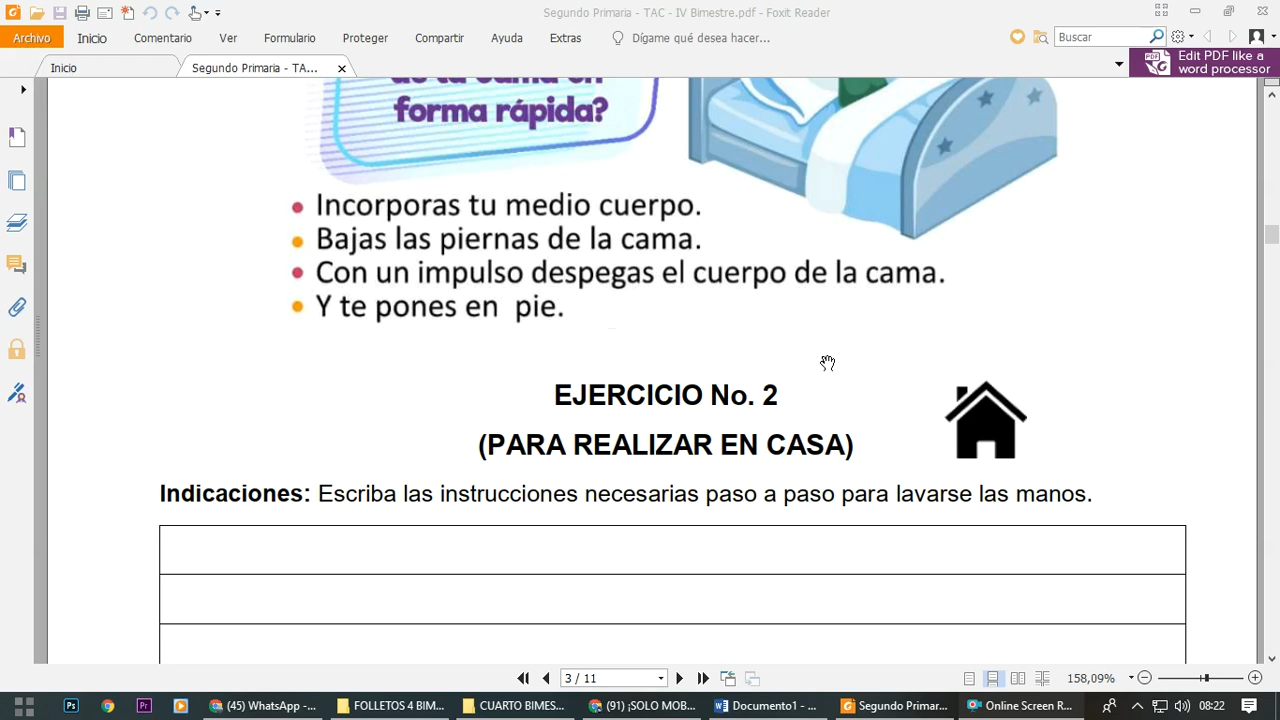 Segundo Primaria - TAC - IV Bimestre.pdf - Foxit Reader
Archivo Inicio Comentario Ver Formulario Proteger Compartir Ayuda Extras Dígame qué desea hacer... Buscar
Inicio Segundo Primaria - TA... Edit PDF like a
word processor
forma rápida?
• Incorporas tu medio cuerpo.
• Bajas las piernas de la cama.
• Con un impulso despegas el cuerpo de la cama.
• Y te pones en pie.
EJERCICIO No. 2
(PARA REALIZAR EN CASA)
Indicaciones: Escriba las instrucciones necesarias paso a paso para lavarse las manos.
3 / 11 158,09%
(45) WhatsApp -... FOLLETOS 4 BIM... CUARTO BIMES... (91) ¡SOLO MOB... Documento1 - ... Segundo Primar... Online Screen R... 08:22